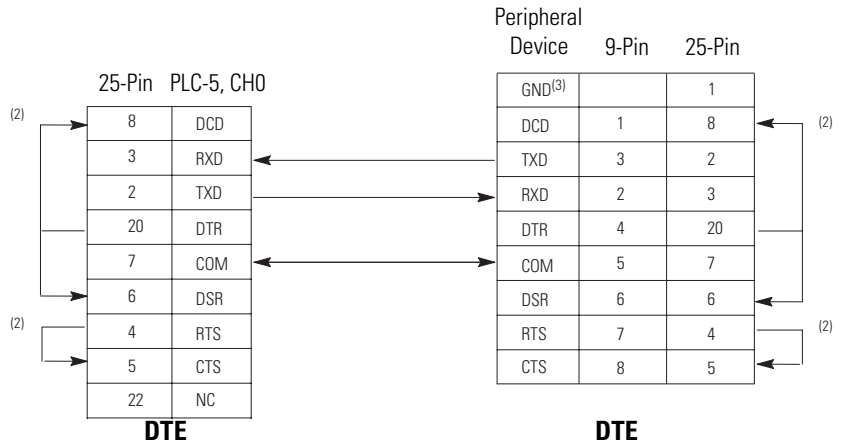 Peripheral
Device 9-Pin 25-Pin
25-Pin PLC-5, CH0
GND(3) 1
(2) 8 DCD
DCD 1 8 (2)
3 RXD
TXD 3 2
2 TXD
RXD 2 3
20 DTR
DTR 4 20
7 COM
COM 5 7
6 DSR
DSR 6 6
(2) 4 RTS
RTS 7 4 (2)
5 CTS
CTS 8 5
22 NC
DTE DTE